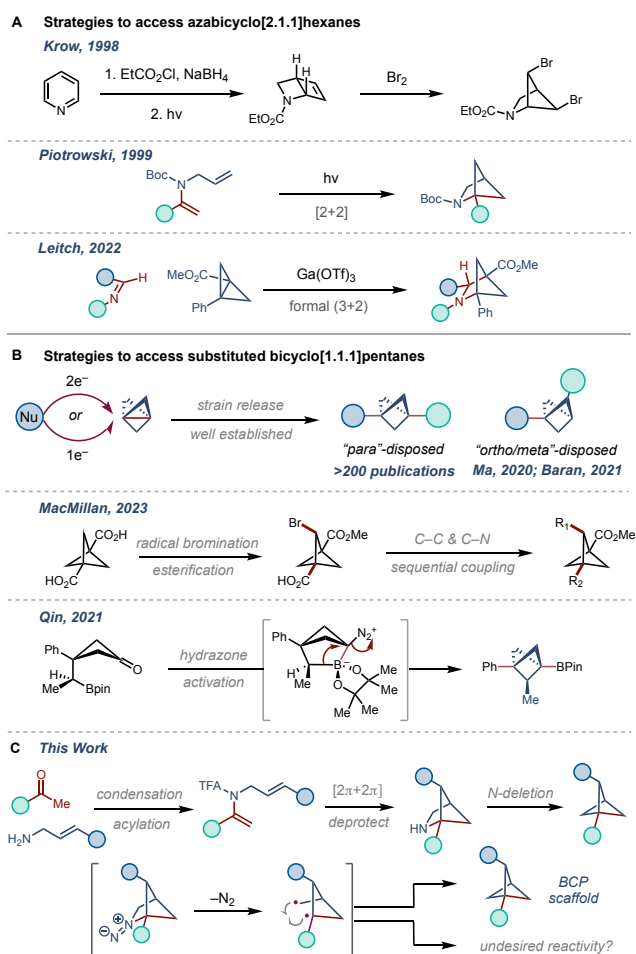 A Strategies to access azabicyclo[2.1.1]hexanes
Krow, 1998
N
1. EtCO₂Cl, NaBH₄
2. hv
H
H
N
EtO₂C
Br₂
Br
Br
EtO₂C
N
Piotrowski, 1999
Boc
N
hv
[2+2]
Boc
N
Leitch, 2022
H
N
MeO₂C
Ph
Ga(OTf)₃
formal (3+2)
H
CO₂Me
N
Ph
B Strategies to access substituted bicyclo[1.1.1]pentanes
2e⁻
Nu
or
1e⁻
strain release
well established
“para”-disposed
>200 publications
“ortho/meta”-disposed
Ma, 2020; Baran, 2021
MacMillan, 2023
CO₂H
HO₂C
radical bromination
esterification
Br
CO₂Me
HO₂C
C–C & C–N
sequential coupling
R₁
CO₂Me
R₂
Qin, 2021
Ph
O
H
Me
Bpin
hydrazone
activation
N₂⁺
Ph
H
B⁻
Me
O
O
Me
Me
Me
Me
Ph
BPin
Me
C This Work
O
Me
H₂N
condensation
acylation
TFA
N
[2π+2π]
deprotect
HN
N-deletion
N
N
⊕
⊖
–N₂
BCP
scaffold
undesired reactivity?